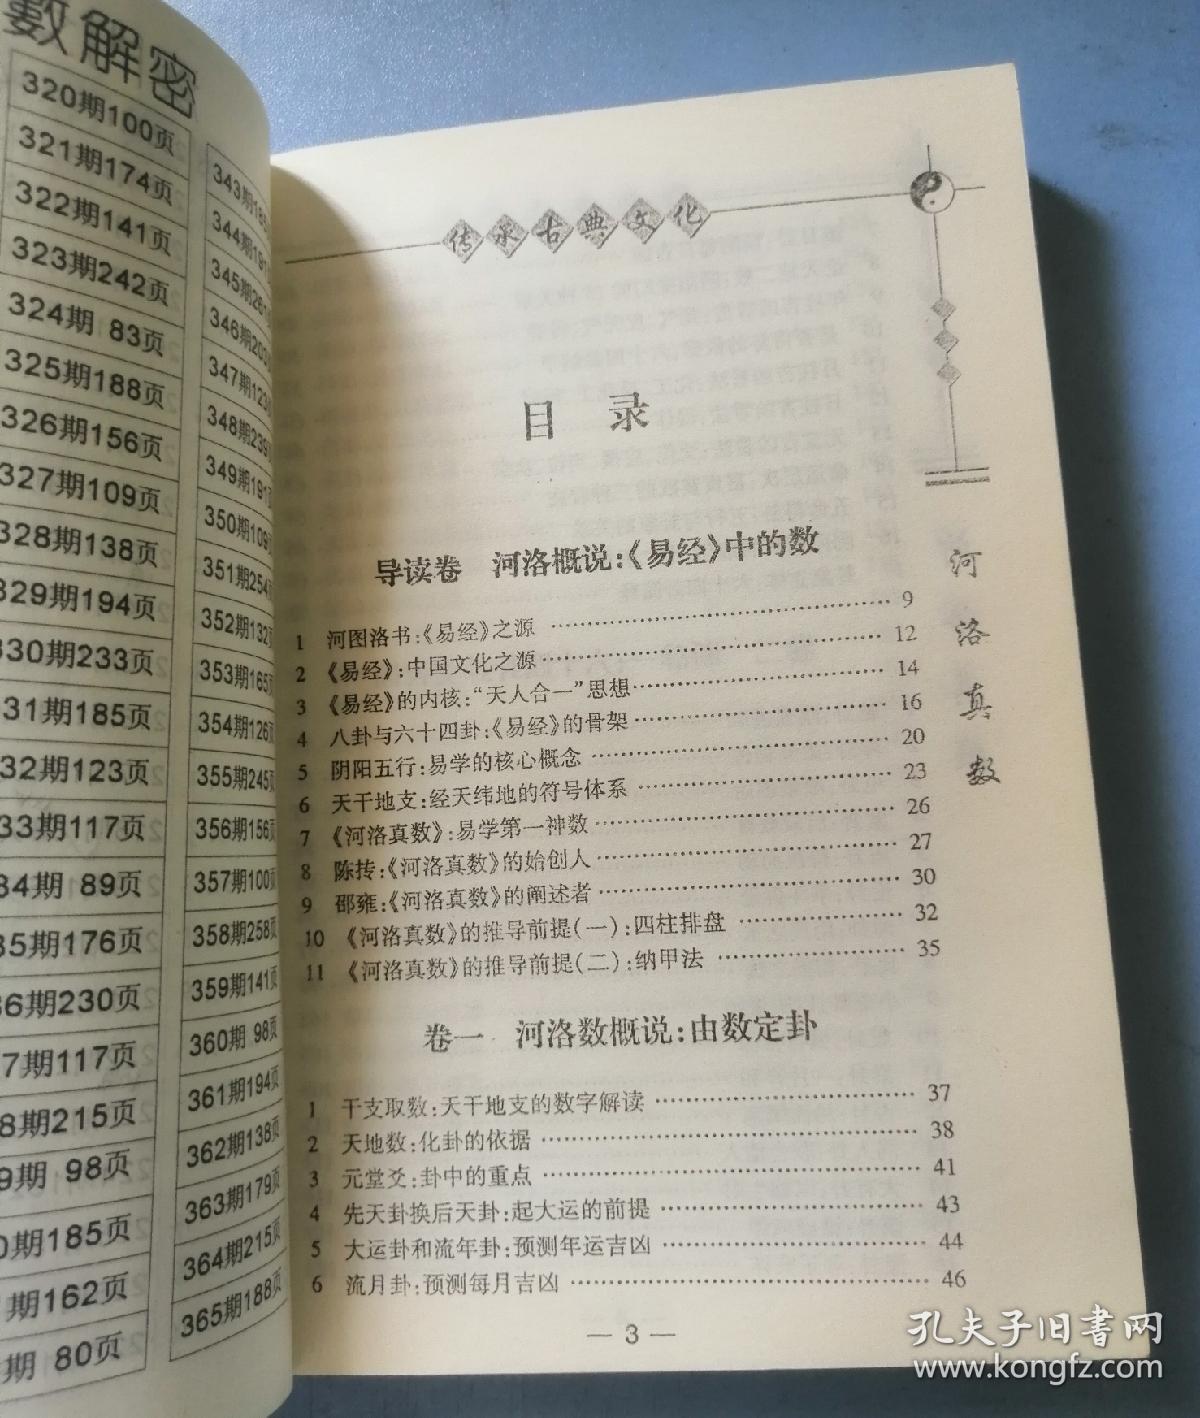 數解密
320期100页
321期174页
322期141页
323期242页
324期 83页
325期188页
326期156页
327期109页
328期138页
329期194页
330期233页
31期185页
32期123页
33期117页
34期 89页
35期176页
36期230页
7期117页
8期215页
9期 98页
0期185页
期162页
期 80页
343期18
344期191
345期26
346期200
347期123
348期239
349期191
350期109
351期254
352期132
353期165
354期126
355期245页
356期156页
357期100页
358期258页
359期141页
360期 98页
361期194页
362期138页
363期179页
364期215页
365期188页
传承古典文化
目 录
导读卷 河洛概说:《易经》中的数
1 河图洛书:《易经》之源 …… 9
2 《易经》:中国文化之源 …… 12
3 《易经》的内核:“天人合一”思想 …… 14
4 八卦与六十四卦:《易经》的骨架 …… 16
5 阴阳五行:易学的核心概念 …… 20
6 天干地支:经天纬地的符号体系 …… 23
7 《河洛真数》:易学第一神数 …… 26
8 陈抟:《河洛真数》的始创人 …… 27
9 邵雍:《河洛真数》的阐述者 …… 30
10 《河洛真数》的推导前提(一):四柱排盘 …… 32
11 《河洛真数》的推导前提(二):纳甲法 …… 35
卷一 河洛数概说:由数定卦
1 干支取数:天干地支的数字解读 …… 37
2 天地数:化卦的依据 …… 38
3 元堂爻:卦中的重点 …… 41
4 先天卦换后天卦:起大运的前提 …… 43
5 大运卦和流年卦:预测年运吉凶 …… 44
6 流月卦:预测每月吉凶 …… 46
— 3 —
河洛真数
孔夫子旧书网
www.kongfz.com